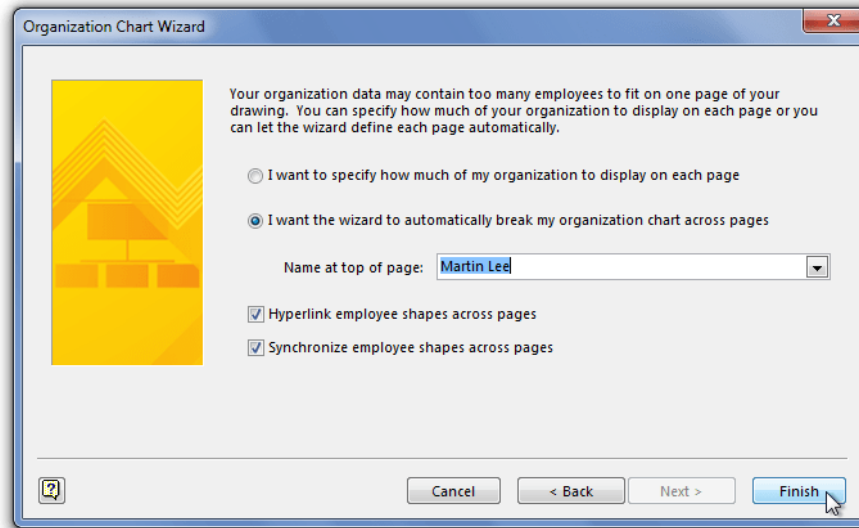 Organization Chart Wizard
Your organization data may contain too many employees to fit on one page of your
drawing. You can specify how much of your organization to display on each page or you
can let the wizard define each page automatically.
I want to specify how much of my organization to display on each page
I want the wizard to automatically break my organization chart across pages
Name at top of page: Martin Lee
Hyperlink employee shapes across pages
Synchronize employee shapes across pages
Cancel < Back Next > Finish